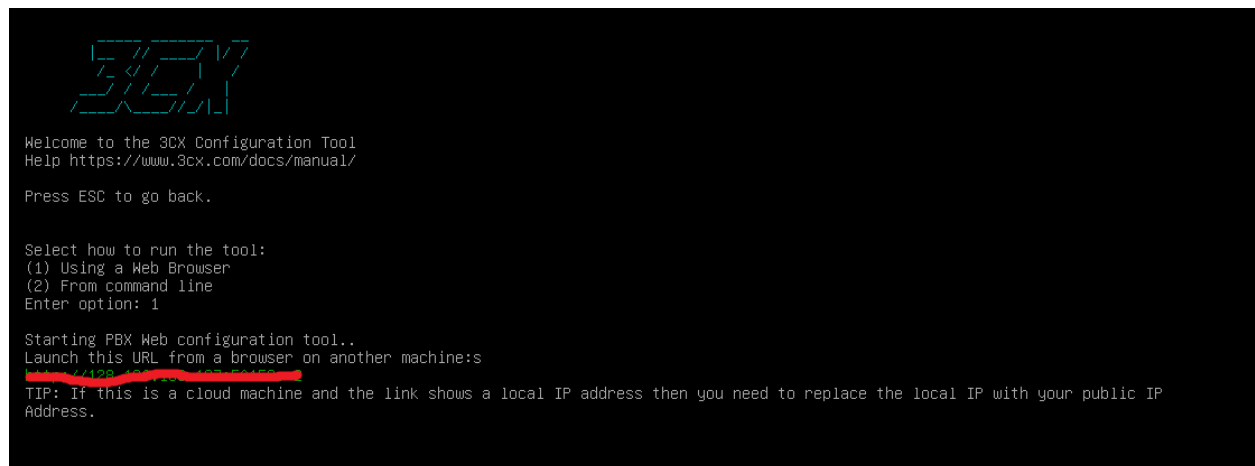 3CX
Welcome to the 3CX Configuration Tool
Help https://www.3cx.com/docs/manual/
Press ESC to go back.
Select how to run the tool:
(1) Using a Web Browser
(2) From command line
Enter option: 1
Starting PBX Web configuration tool..
Launch this URL from a browser on another machine:s
TIP: If this is a cloud machine and the link shows a local IP address then you need to replace the local IP with your public IP
Address.